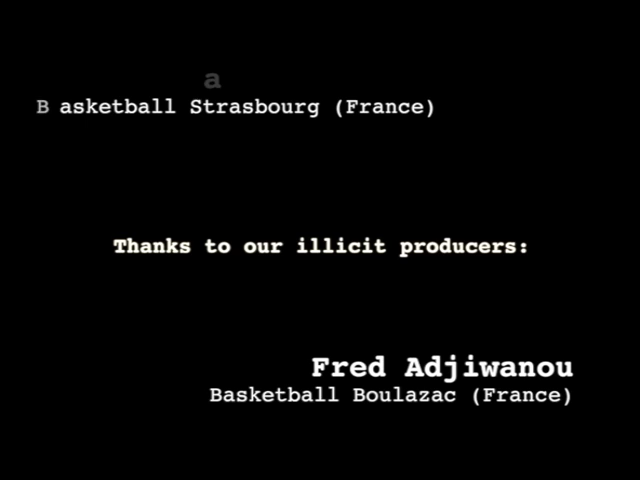 a
B asketball Strasbourg (France)
Thanks to our illicit producers:
Fred Adjiwanou
Basketball Boulazac (France)